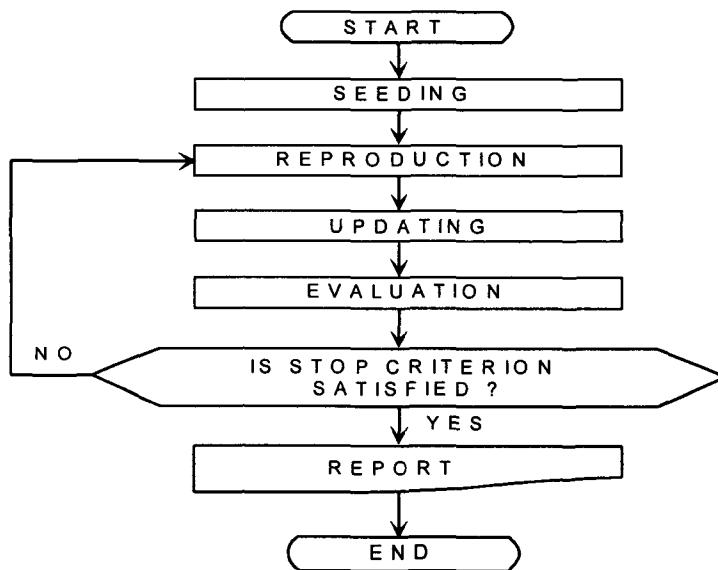 START
SEEDING
REPRODUCTION
UPDATING
EVALUATION
NO
IS STOP CRITERION
SATISFIED ?
YES
REPORT
END